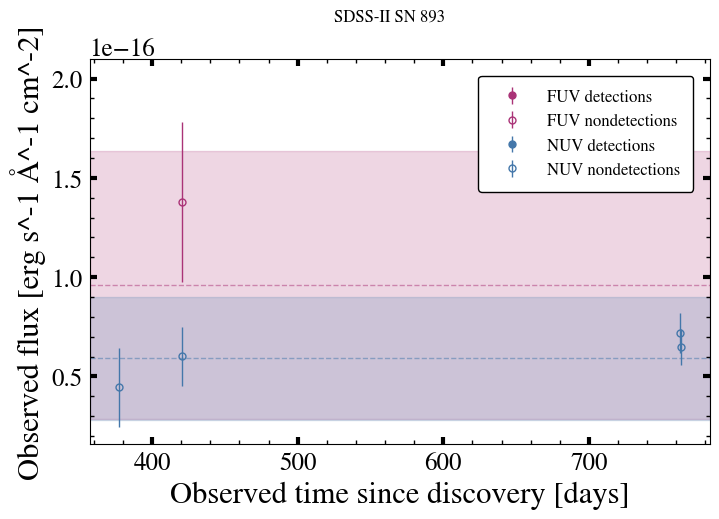 SDSS-II SN 893
1e−16
2.0
1.5
1.0
0.5
Observed flux [erg s^-1 Å^-1 cm^-2]
FUV detections
FUV nondetections
NUV detections
NUV nondetections
400 500 600 700
Observed time since discovery [days]